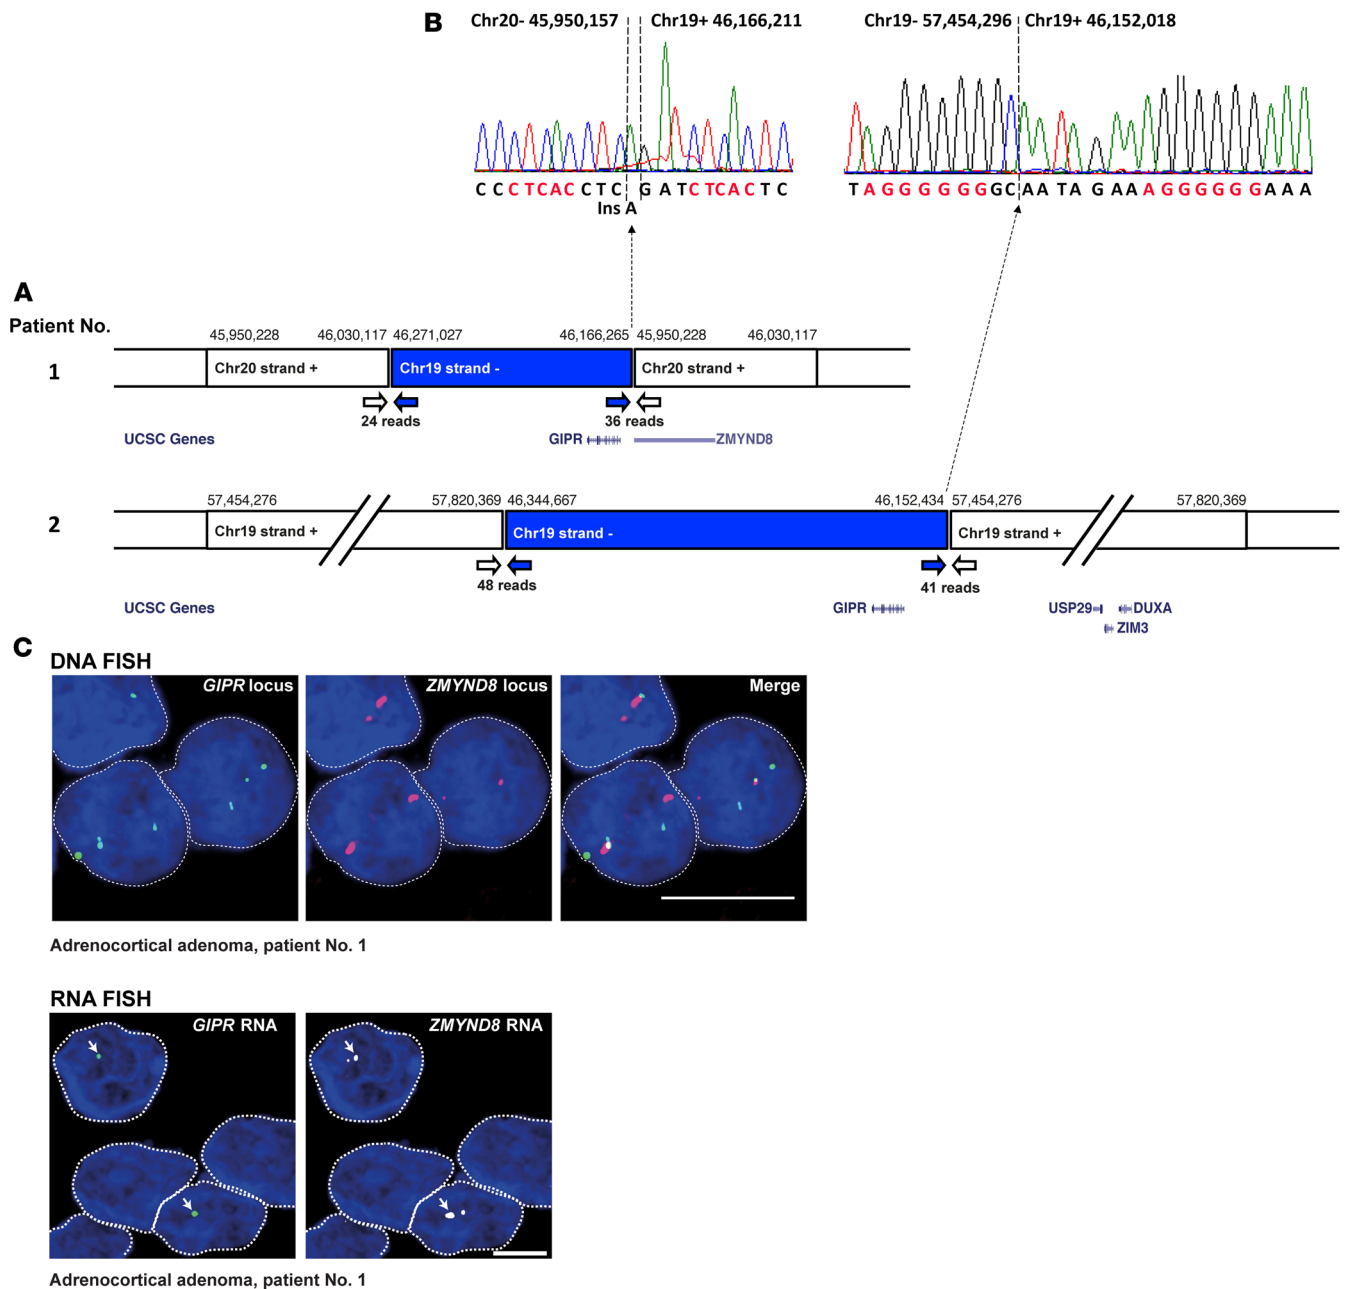 B
Chr20- 45,950,157 Chr19+ 46,166,211
Chr19- 57,454,296 Chr19+ 46,152,018
C C C T C A C C T C G A T C T C A C T C
Ins A
T A G G G G G G G C A A T A G A A A G G G G G G A A A
A
Patient No.
45,950,228 46,030,117 46,271,027 46,166,265 45,950,228 46,030,117
1
Chr20 strand + Chr19 strand - Chr20 strand +
24 reads 36 reads
UCSC Genes GIPR ZMYND8
57,454,276 57,820,369 46,344,667 46,152,434 57,454,276 57,820,369
2
Chr19 strand + Chr19 strand - Chr19 strand +
48 reads 41 reads
UCSC Genes GIPR USP29 DUXA
ZIM3
C
DNA FISH
GIPR locus ZMYND8 locus Merge
Adrenocortical adenoma, patient No. 1
RNA FISH
GIPR RNA ZMYND8 RNA
Adrenocortical adenoma, patient No. 1